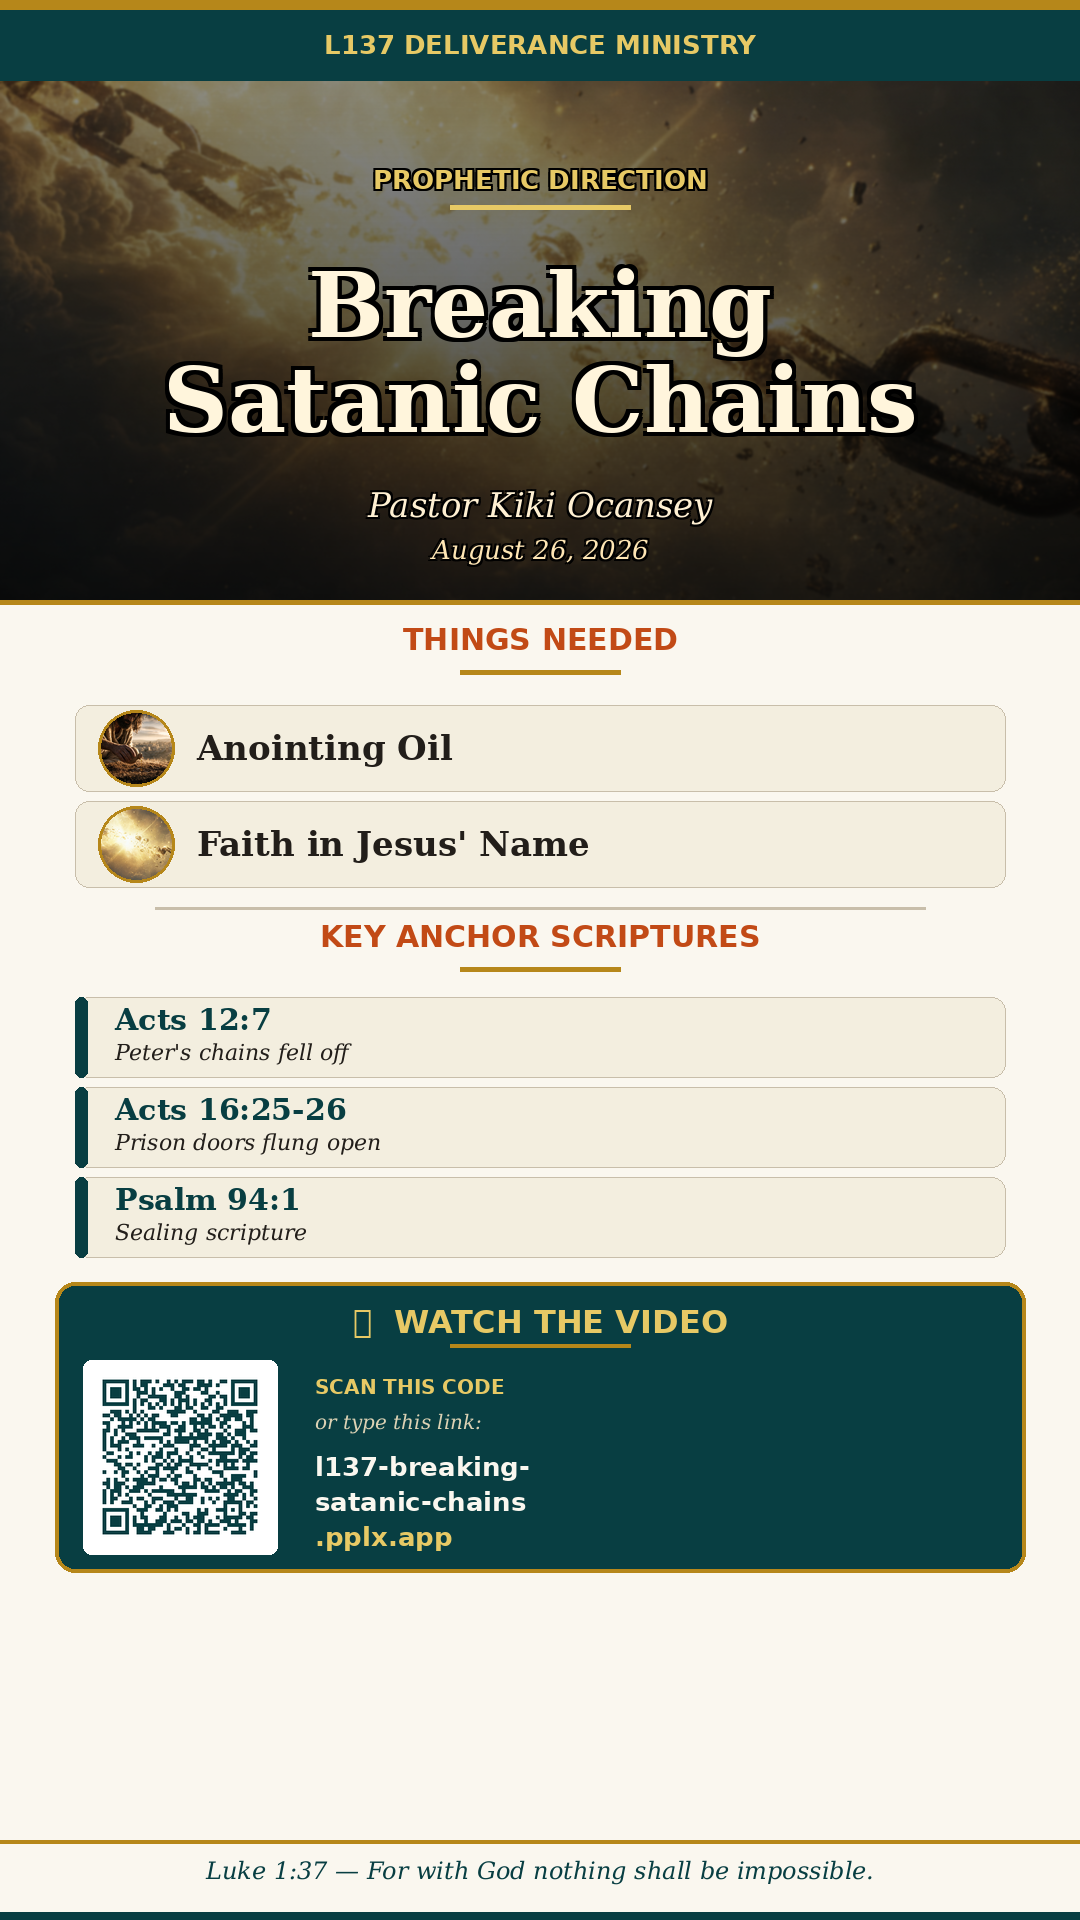 L137 DELIVERANCE MINISTRY
PROPHETIC DIRECTION
Breaking
Satanic Chains
Pastor Kiki Ocansey
August 26, 2026
THINGS NEEDED
Anointing Oil
Faith in Jesus' Name
KEY ANCHOR SCRIPTURES
Acts 12:7
Peter's chains fell off
Acts 16:25-26
Prison doors flung open
Psalm 94:1
Sealing scripture
WATCH THE VIDEO
SCAN THIS CODE
or type this link:
l137-breaking-
satanic-chains
.pplx.app
Luke 1:37 — For with God nothing shall be impossible.